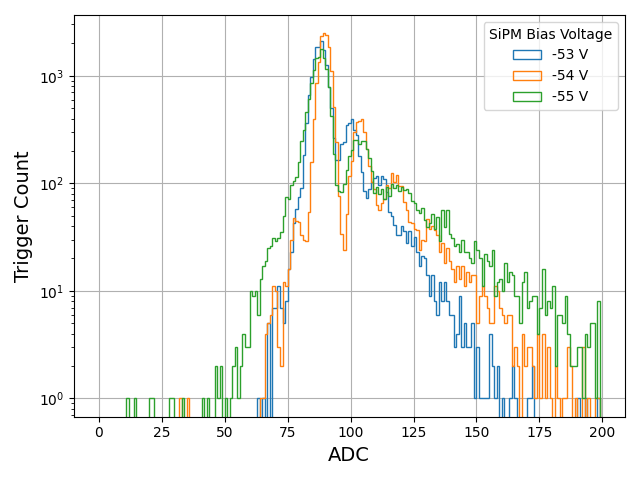 SiPM Bias Voltage
-53 V
-54 V
-55 V
10³
10²
10¹
10⁰
Trigger Count
0 25 50 75 100 125 150 175 200
ADC